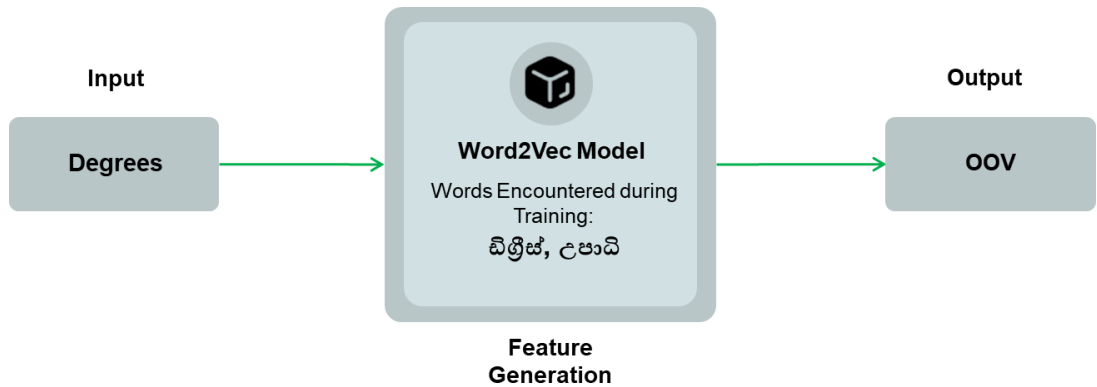 Input
Degrees
Word2Vec Model
Words Encountered during
Training:
ඩිග්‍රීස්, උපාධි
Feature
Generation
Output
OOV